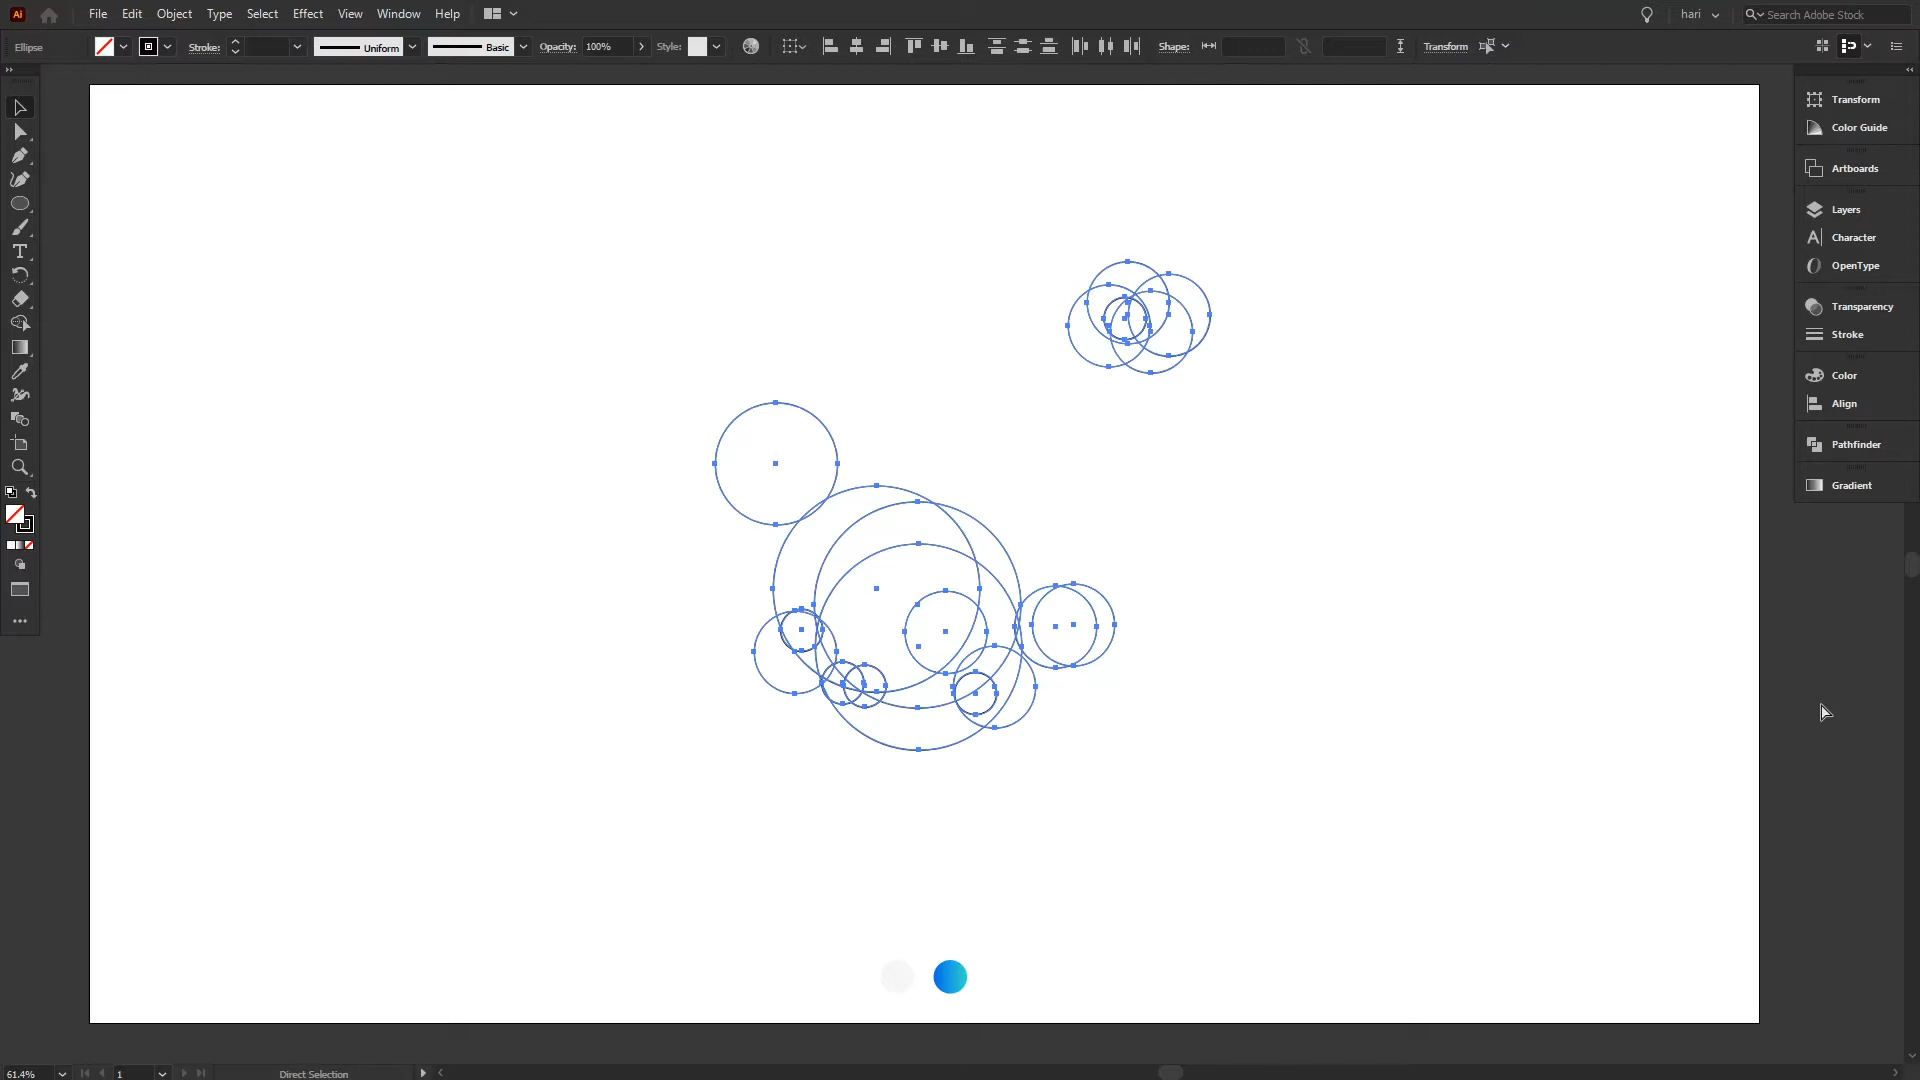 Ai File Edit Object Type Select Effect View Window Help hari Search Adobe Stock
Ellipse Stroke: Uniform Basic Opacity: 100% Style: Shape: Transform
Transform
Color Guide
Artboards
Layers
Character
OpenType
Transparency
Stroke
Color
Align
Pathfinder
Gradient
61.4% 1 Direct Selection